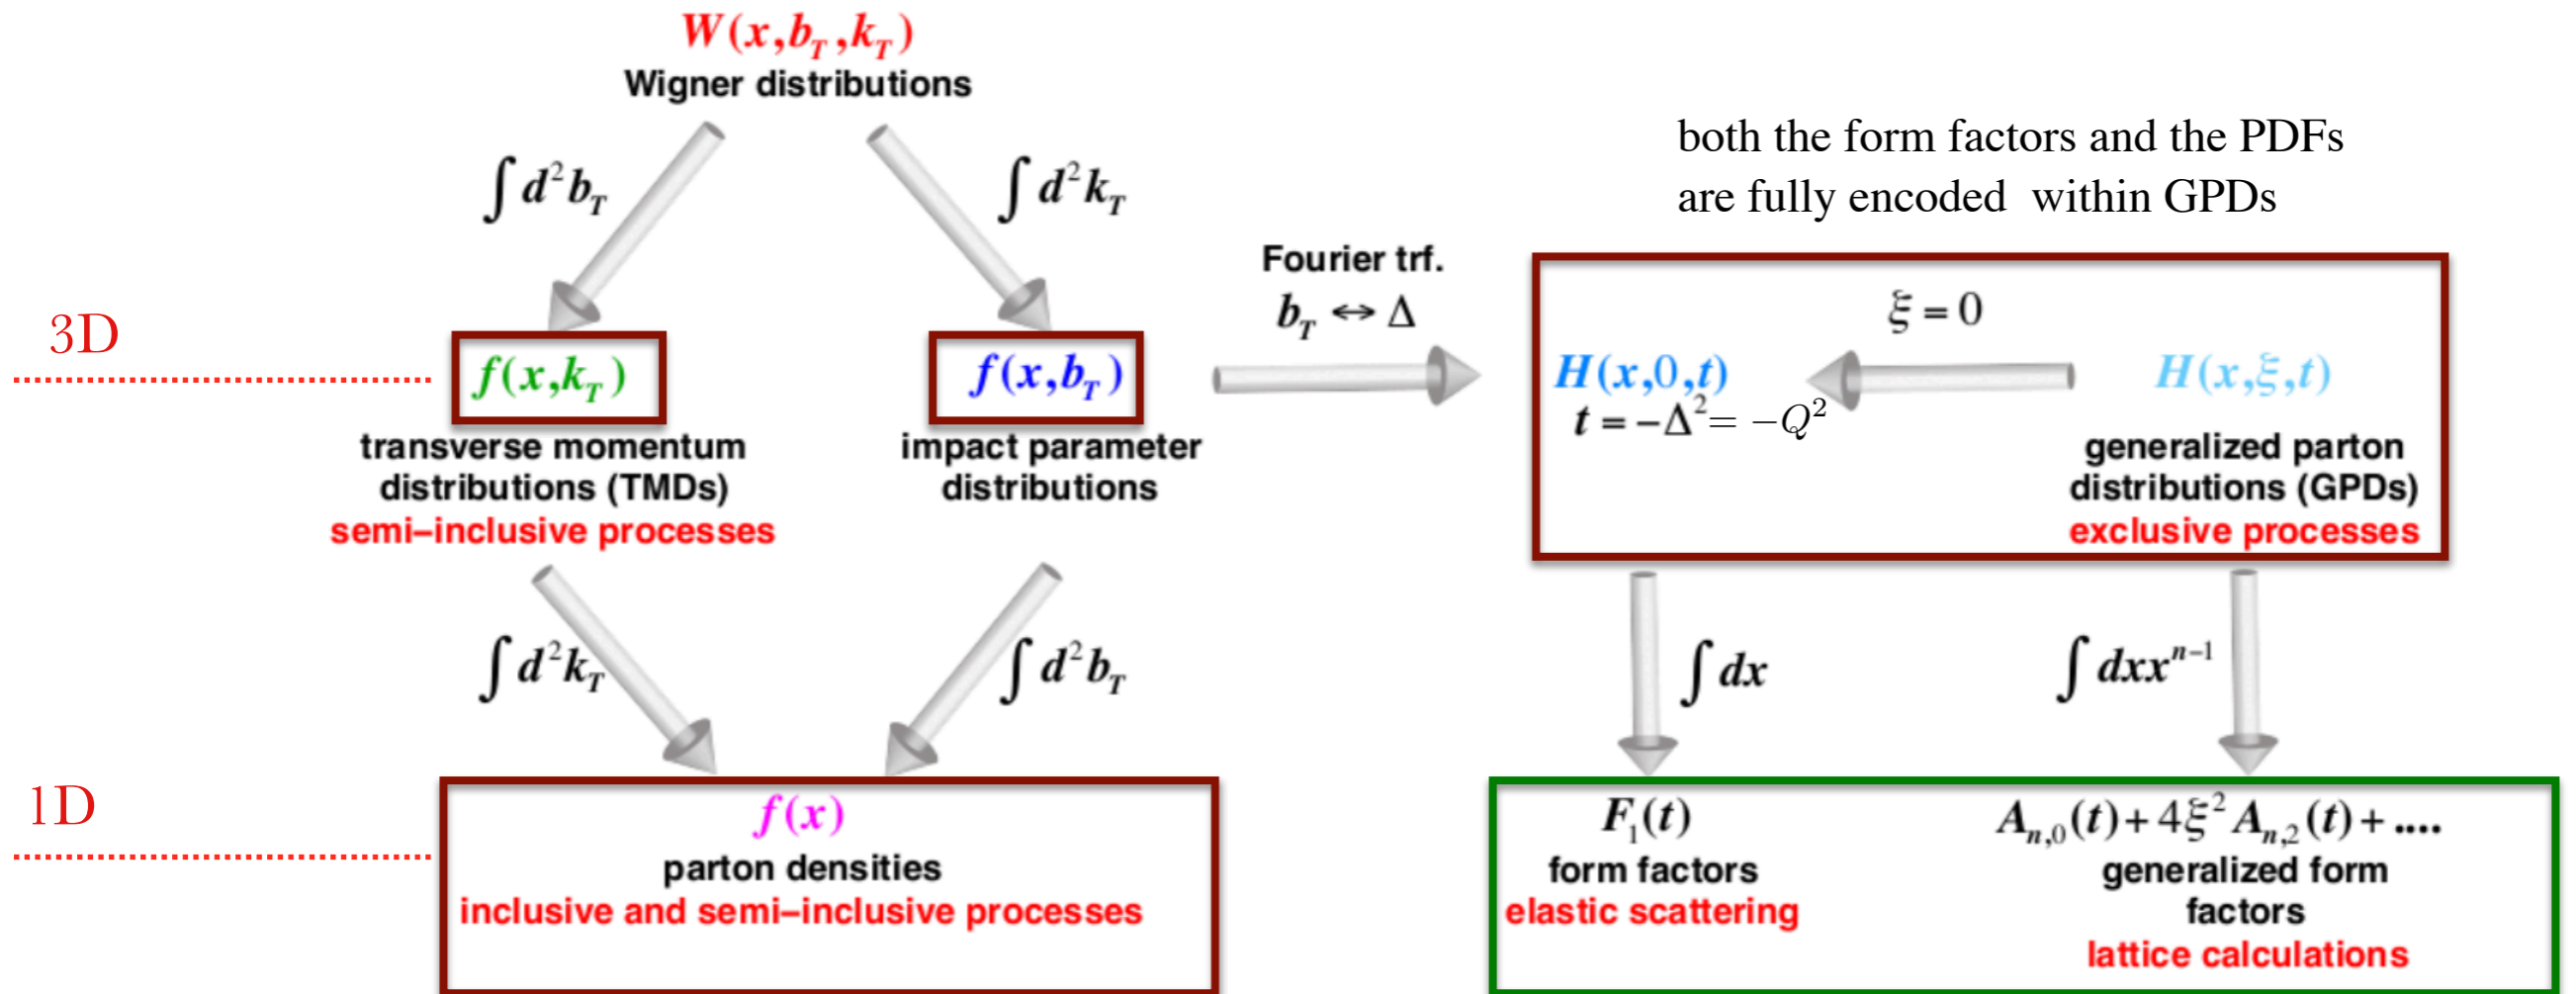 W(x,b_T,k_T)
Wigner distributions
∫d²b_T
∫d²k_T
both the form factors and the PDFs
are fully encoded within GPDs
Fourier trf.
b_T ↔ Δ
3D
f(x,k_T)
transverse momentum
distributions (TMDs)
semi–inclusive processes
f(x,b_T)
impact parameter
distributions
ξ = 0
H(x,0,t)
t = −Δ² = −Q²
H(x,ξ,t)
generalized parton
distributions (GPDs)
exclusive processes
∫d²k_T
∫d²b_T
∫dx
∫dxx^{n−1}
1D
f(x)
parton densities
inclusive and semi–inclusive processes
F₁(t)
form factors
elastic scattering
A_{n,0}(t) + 4ξ² A_{n,2}(t) + ....
generalized form
factors
lattice calculations